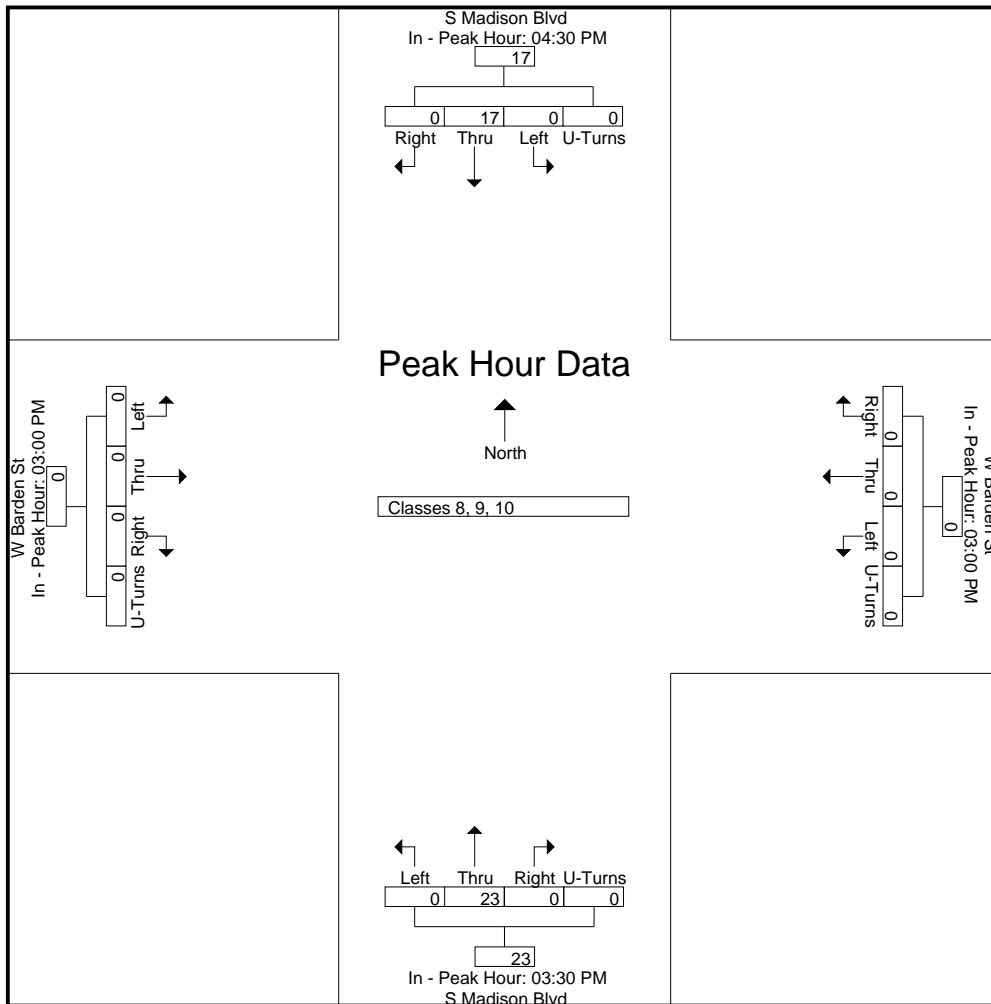 S Madison Blvd
In - Peak Hour: 04:30 PM
17
0 17 0 0
Right Thru Left U-Turns
Peak Hour Data
North
Classes 8, 9, 10
W Barden St
In - Peak Hour: 03:00 PM
0
0 0 0 0
Left Thru Right U-Turns
W Barden St
In - Peak Hour: 03:00 PM
0
0 0 0 0
Right Thru Left U-Turns
Left Thru Right U-Turns
0 23 0 0
23
In - Peak Hour: 03:30 PM
S Madison Blvd